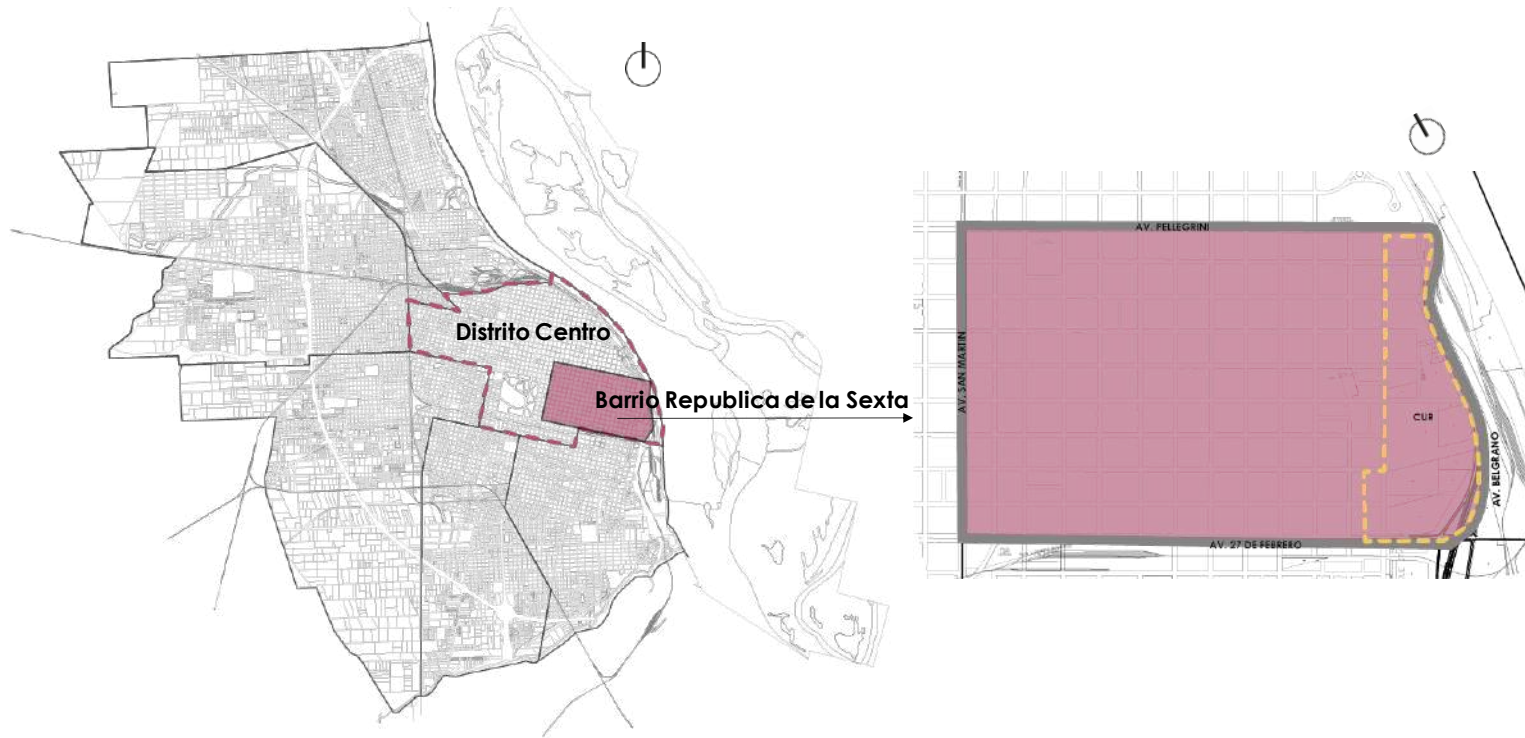 Distrito Centro
Barrio Republica de la Sexta
AV. PELLEGRINI
AV. SAN MARTIN
CUR
AV. BELGRANO
AV. 27 DE FEBRERO